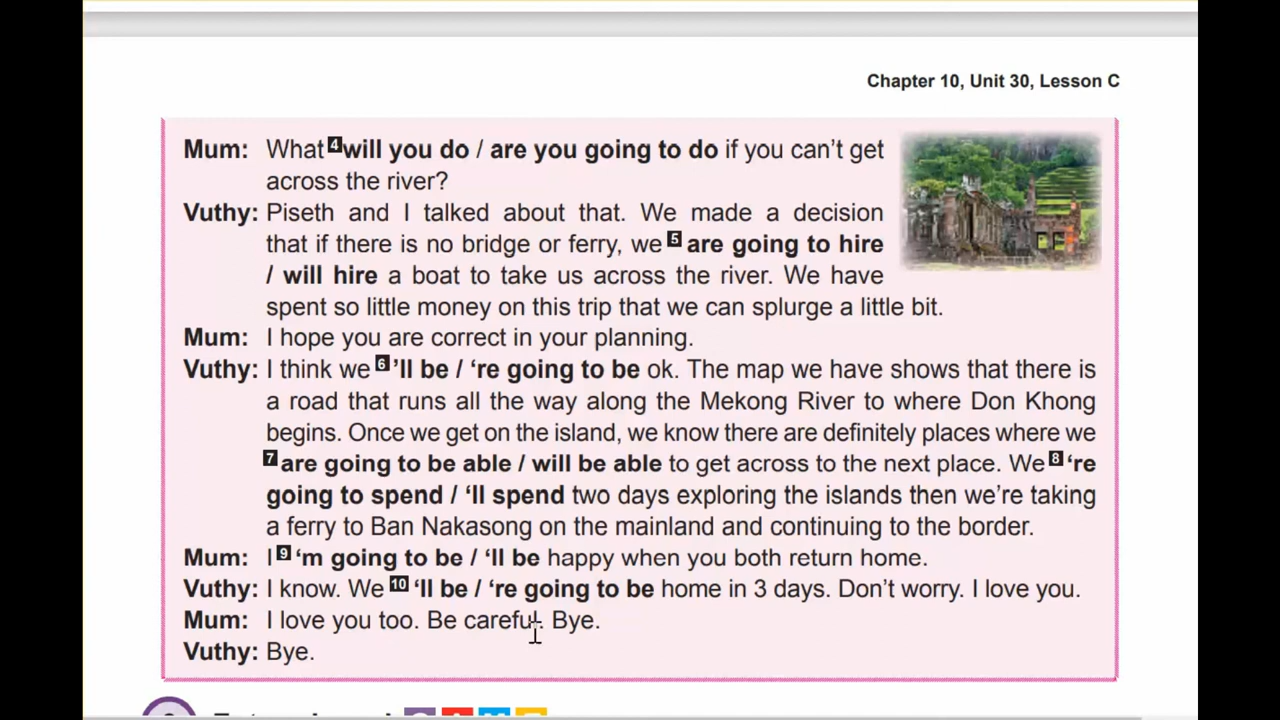 Chapter 10, Unit 30, Lesson C
Mum: What 4 will you do / are you going to do if you can’t get
across the river?
Vuthy: Piseth and I talked about that. We made a decision
that if there is no bridge or ferry, we 5 are going to hire
/ will hire a boat to take us across the river. We have
spent so little money on this trip that we can splurge a little bit.
Mum: I hope you are correct in your planning.
Vuthy: I think we 6 ’ll be / ‘re going to be ok. The map we have shows that there is
a road that runs all the way along the Mekong River to where Don Khong
begins. Once we get on the island, we know there are definitely places where we
7 are going to be able / will be able to get across to the next place. We 8 ‘re
going to spend / ‘ll spend two days exploring the islands then we’re taking
a ferry to Ban Nakasong on the mainland and continuing to the border.
Mum: I 9 ‘m going to be / ‘ll be happy when you both return home.
Vuthy: I know. We 10 ‘ll be / ‘re going to be home in 3 days. Don’t worry. I love you.
Mum: I love you too. Be careful. Bye.
Vuthy: Bye.